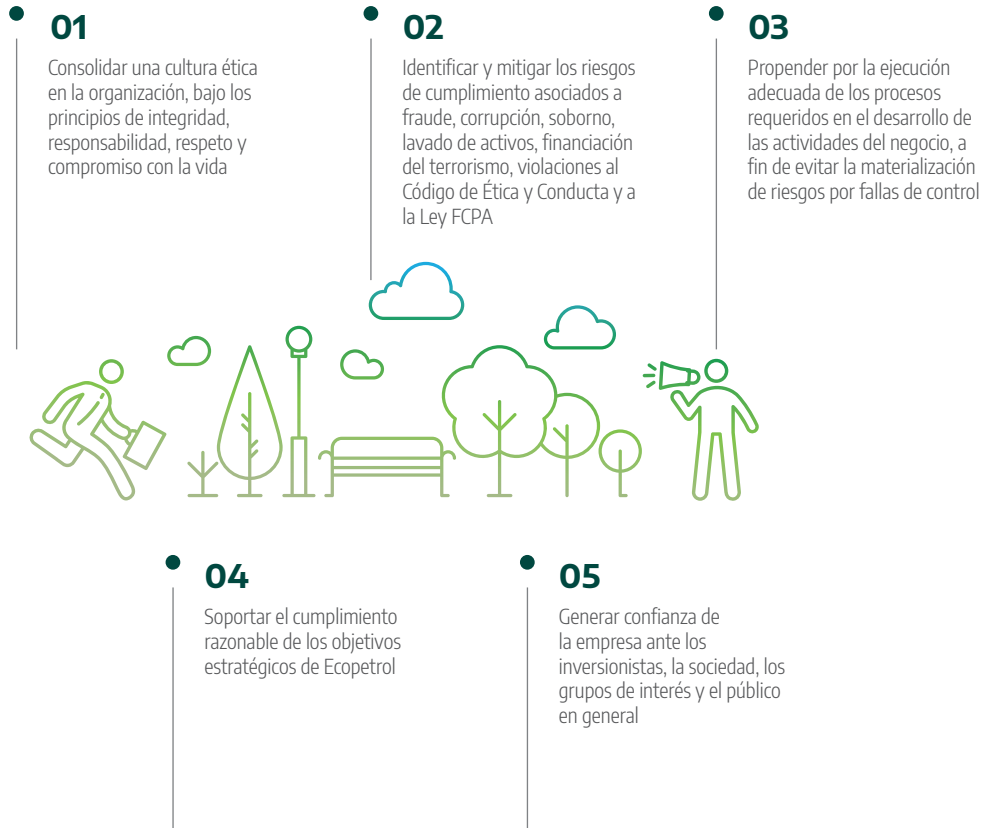 01
Consolidar una cultura ética
en la organización, bajo los
principios de integridad,
responsabilidad, respeto y
compromiso con la vida
02
Identificar y mitigar los riesgos
de cumplimiento asociados a
fraude, corrupción, soborno,
lavado de activos, financiación
del terrorismo, violaciones al
Código de Ética y Conducta y a
la Ley FCPA
03
Propender por la ejecución
adecuada de los procesos
requeridos en el desarrollo de
las actividades del negocio, a
fin de evitar la materialización
de riesgos por fallas de control
04
Soportar el cumplimiento
razonable de los objetivos
estratégicos de Ecopetrol
05
Generar confianza de
la empresa ante los
inversionistas, la sociedad, los
grupos de interés y el público
en general